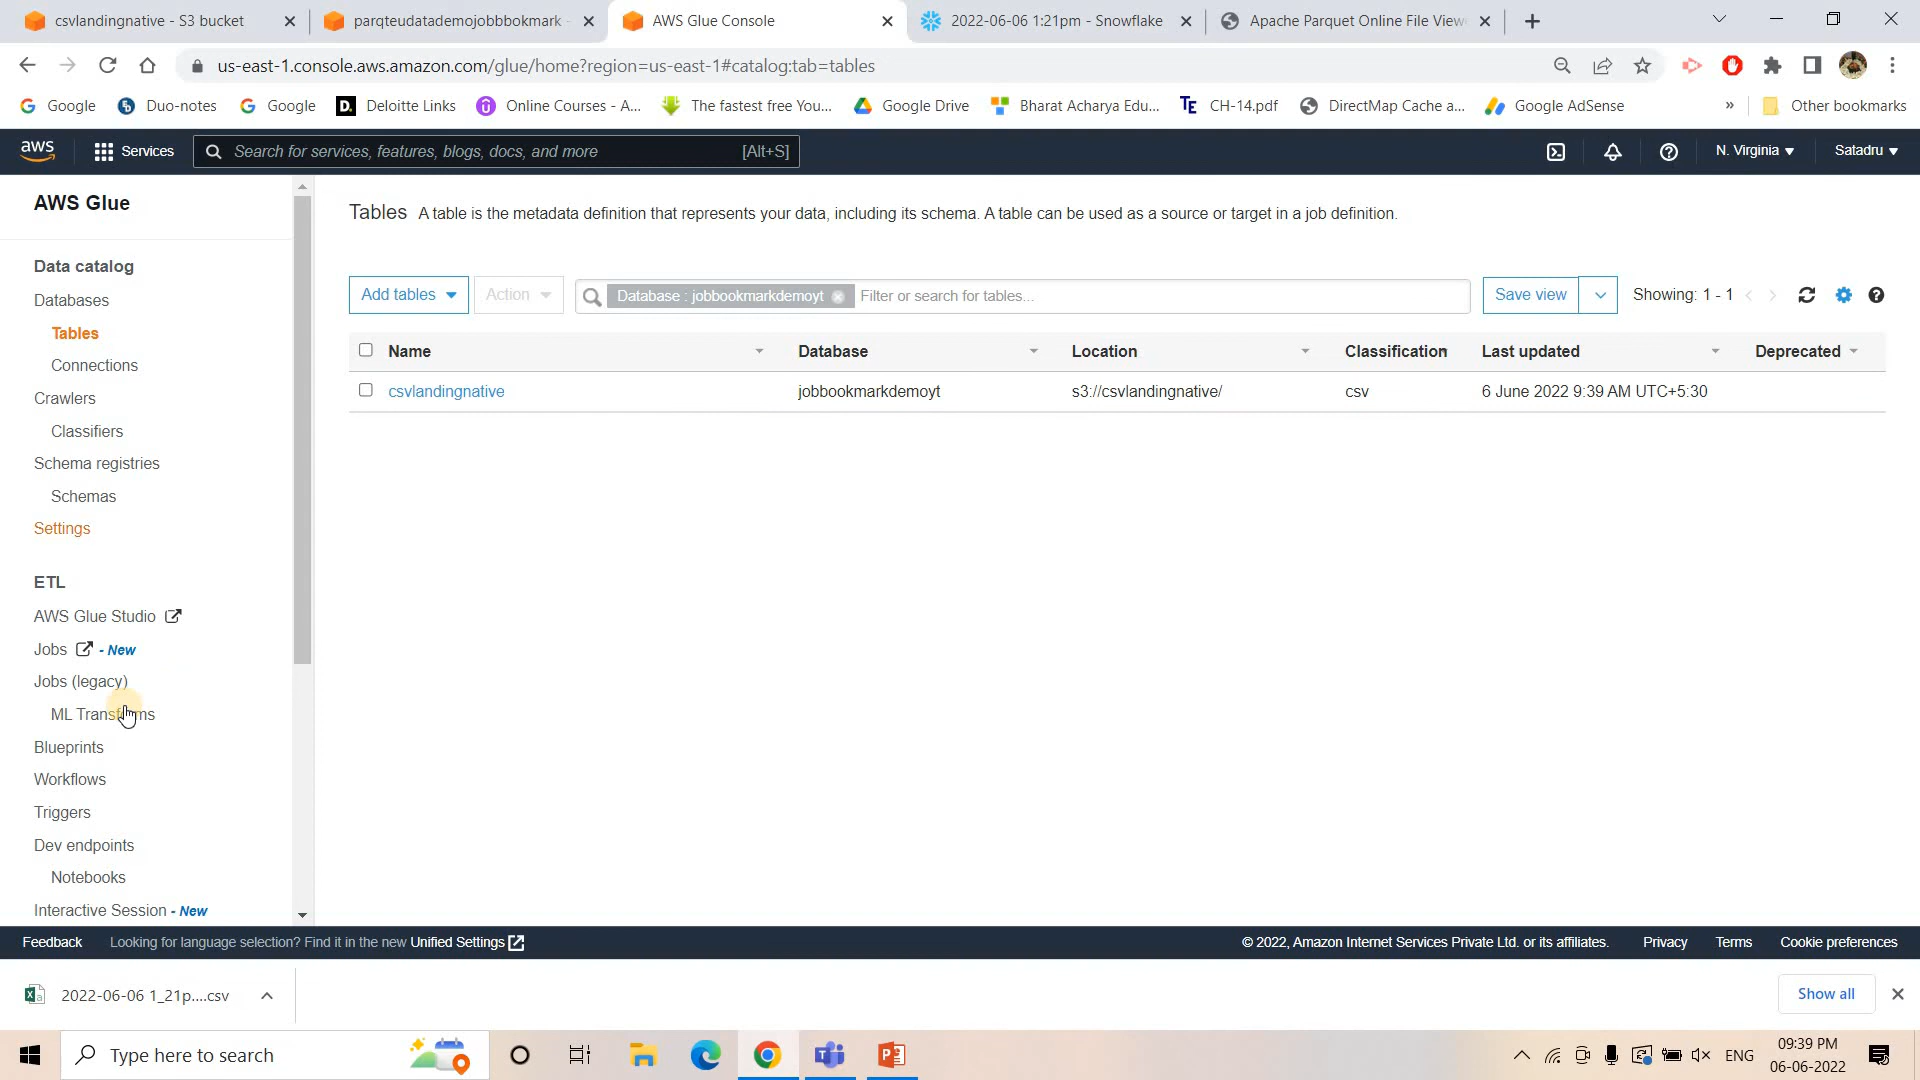 csvlandingnative - S3 bucket
parqteudatademojobbbokmark -
AWS Glue Console
2022-06-06 1:21pm - Snowflake
Apache Parquet Online File View
us-east-1.console.aws.amazon.com/glue/home?region=us-east-1#catalog:tab=tables
Google
Duo-notes
Google
Deloitte Links
Online Courses - A...
The fastest free You...
Google Drive
Bharat Acharya Edu...
CH-14.pdf
DirectMap Cache a...
Google AdSense
»
Other bookmarks
aws
Services
Search for services, features, blogs, docs, and more
[Alt+S]
N. Virginia
Satadru
AWS Glue
Data catalog
Databases
Tables
Connections
Crawlers
Classifiers
Schema registries
Schemas
Settings
ETL
AWS Glue Studio
Jobs - New
Jobs (legacy)
ML Transforms
Blueprints
Workflows
Triggers
Dev endpoints
Notebooks
Interactive Session - New
Tables A table is the metadata definition that represents your data, including its schema. A table can be used as a source or target in a job definition.
Add tables
Action
Database : jobbookmarkdemoyt
Filter or search for tables...
Save view
Showing: 1 - 1
Name Database Location Classification Last updated Deprecated
csvlandingnative jobbookmarkdemoyt s3://csvlandingnative/ csv 6 June 2022 9:39 AM UTC+5:30
Feedback
Looking for language selection? Find it in the new Unified Settings
© 2022, Amazon Internet Services Private Ltd. or its affiliates.
Privacy
Terms
Cookie preferences
2022-06-06 1_21p....csv
Show all
Type here to search
ENG
09:39 PM
06-06-2022